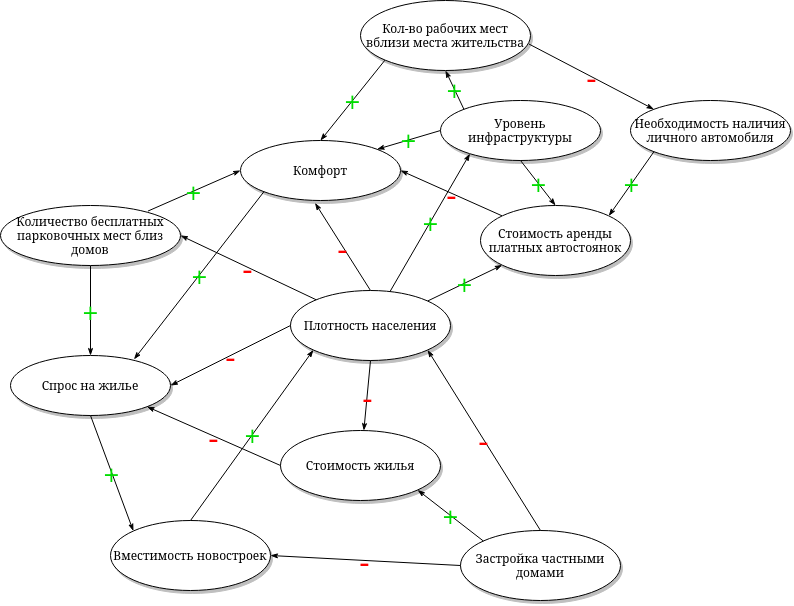 Кол-во рабочих мест
вблизи места жительства
Уровень
инфраструктуры
Необходимость наличия
личного автомобиля
Комфорт
Количество бесплатных
парковочных мест близ
домов
Стоимость аренды
платных автостоянок
Плотность населения
Спрос на жилье
Стоимость жилья
Вместимость новостроек
Застройка частными
домами